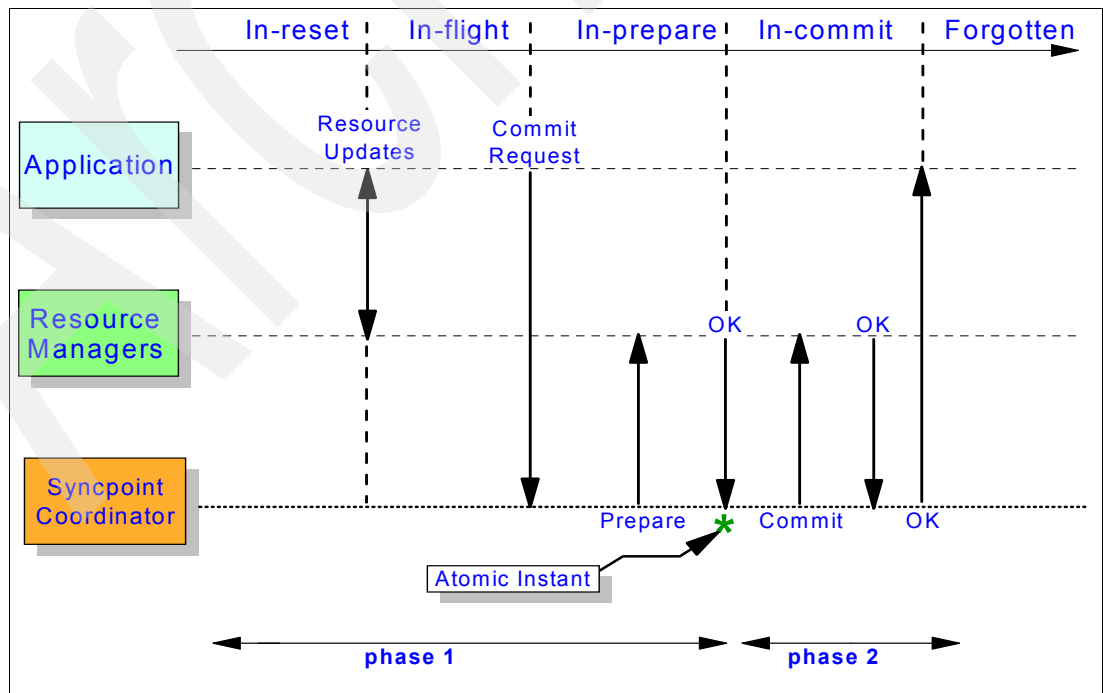 In-reset
In-flight
In-prepare
In-commit
Forgotten
Resource
Updates
Commit
Request
Application
Resource
Managers
OK
OK
Syncpoint
Coordinator
Prepare
*
Commit
OK
Atomic Instant
phase 1
phase 2